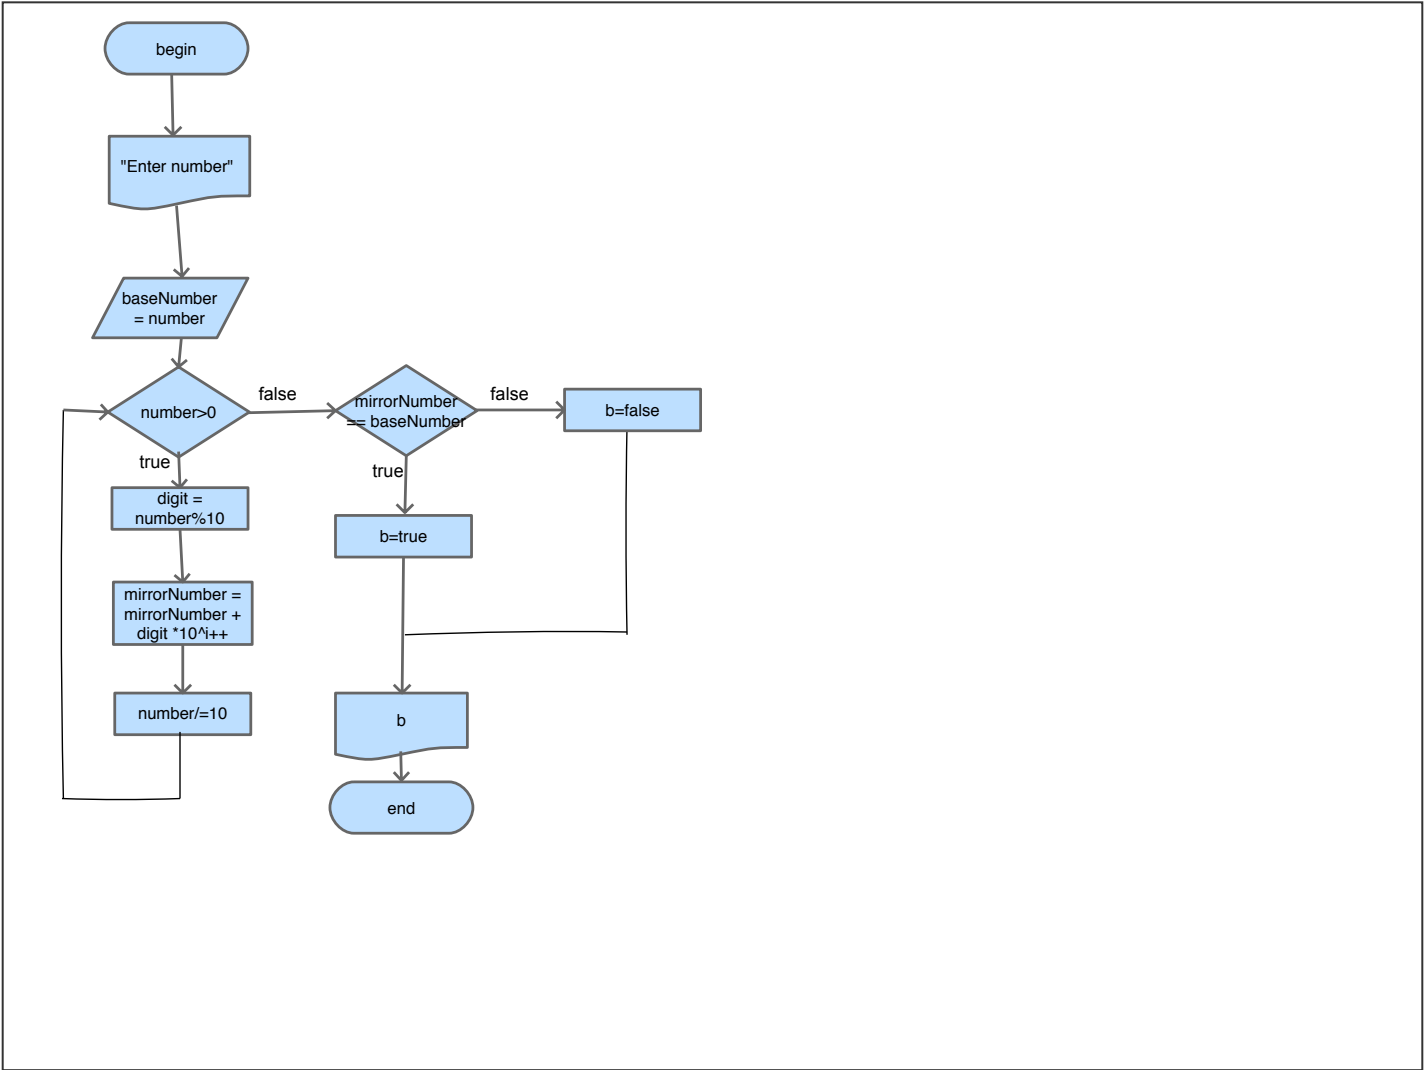 begin
"Enter number"
baseNumber
= number
number>0
false
mirrorNumber
== baseNumber
false
b=false
true
digit =
number%10
true
b=true
mirrorNumber =
mirrorNumber +
digit *10^i++
number/=10
b
end